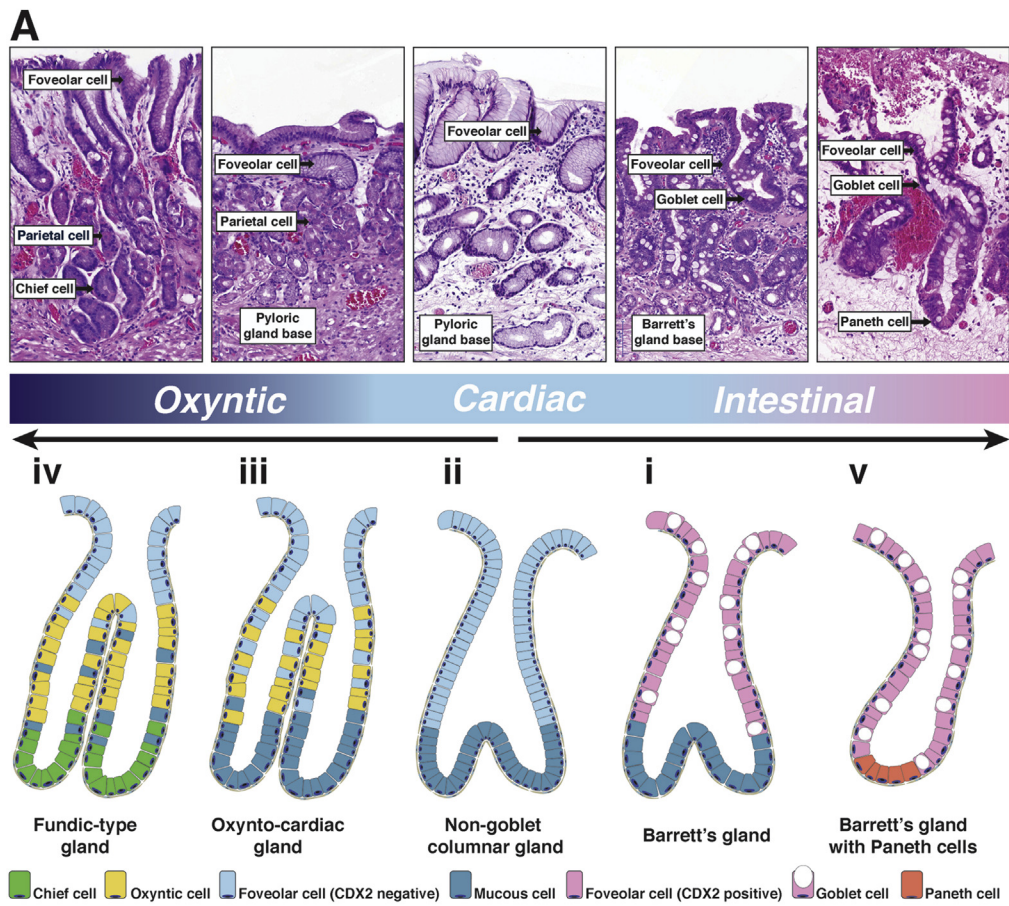 A
Foveolar cell
Parietal cell
Chief cell
Foveolar cell
Parietal cell
Pyloric
gland base
Foveolar cell
Pyloric
gland base
Foveolar cell
Goblet cell
Barrett's
gland base
Foveolar cell
Goblet cell
Paneth cell
Oxyntic
Cardiac
Intestinal
iv
iii
ii
i
v
Fundic-type
gland
Oxynto-cardiac
gland
Non-goblet
columnar gland
Barrett's gland
Barrett's gland
with Paneth cells
Chief cell
Oxyntic cell
Foveolar cell (CDX2 negative)
Mucous cell
Foveolar cell (CDX2 positive)
Goblet cell
Paneth cell